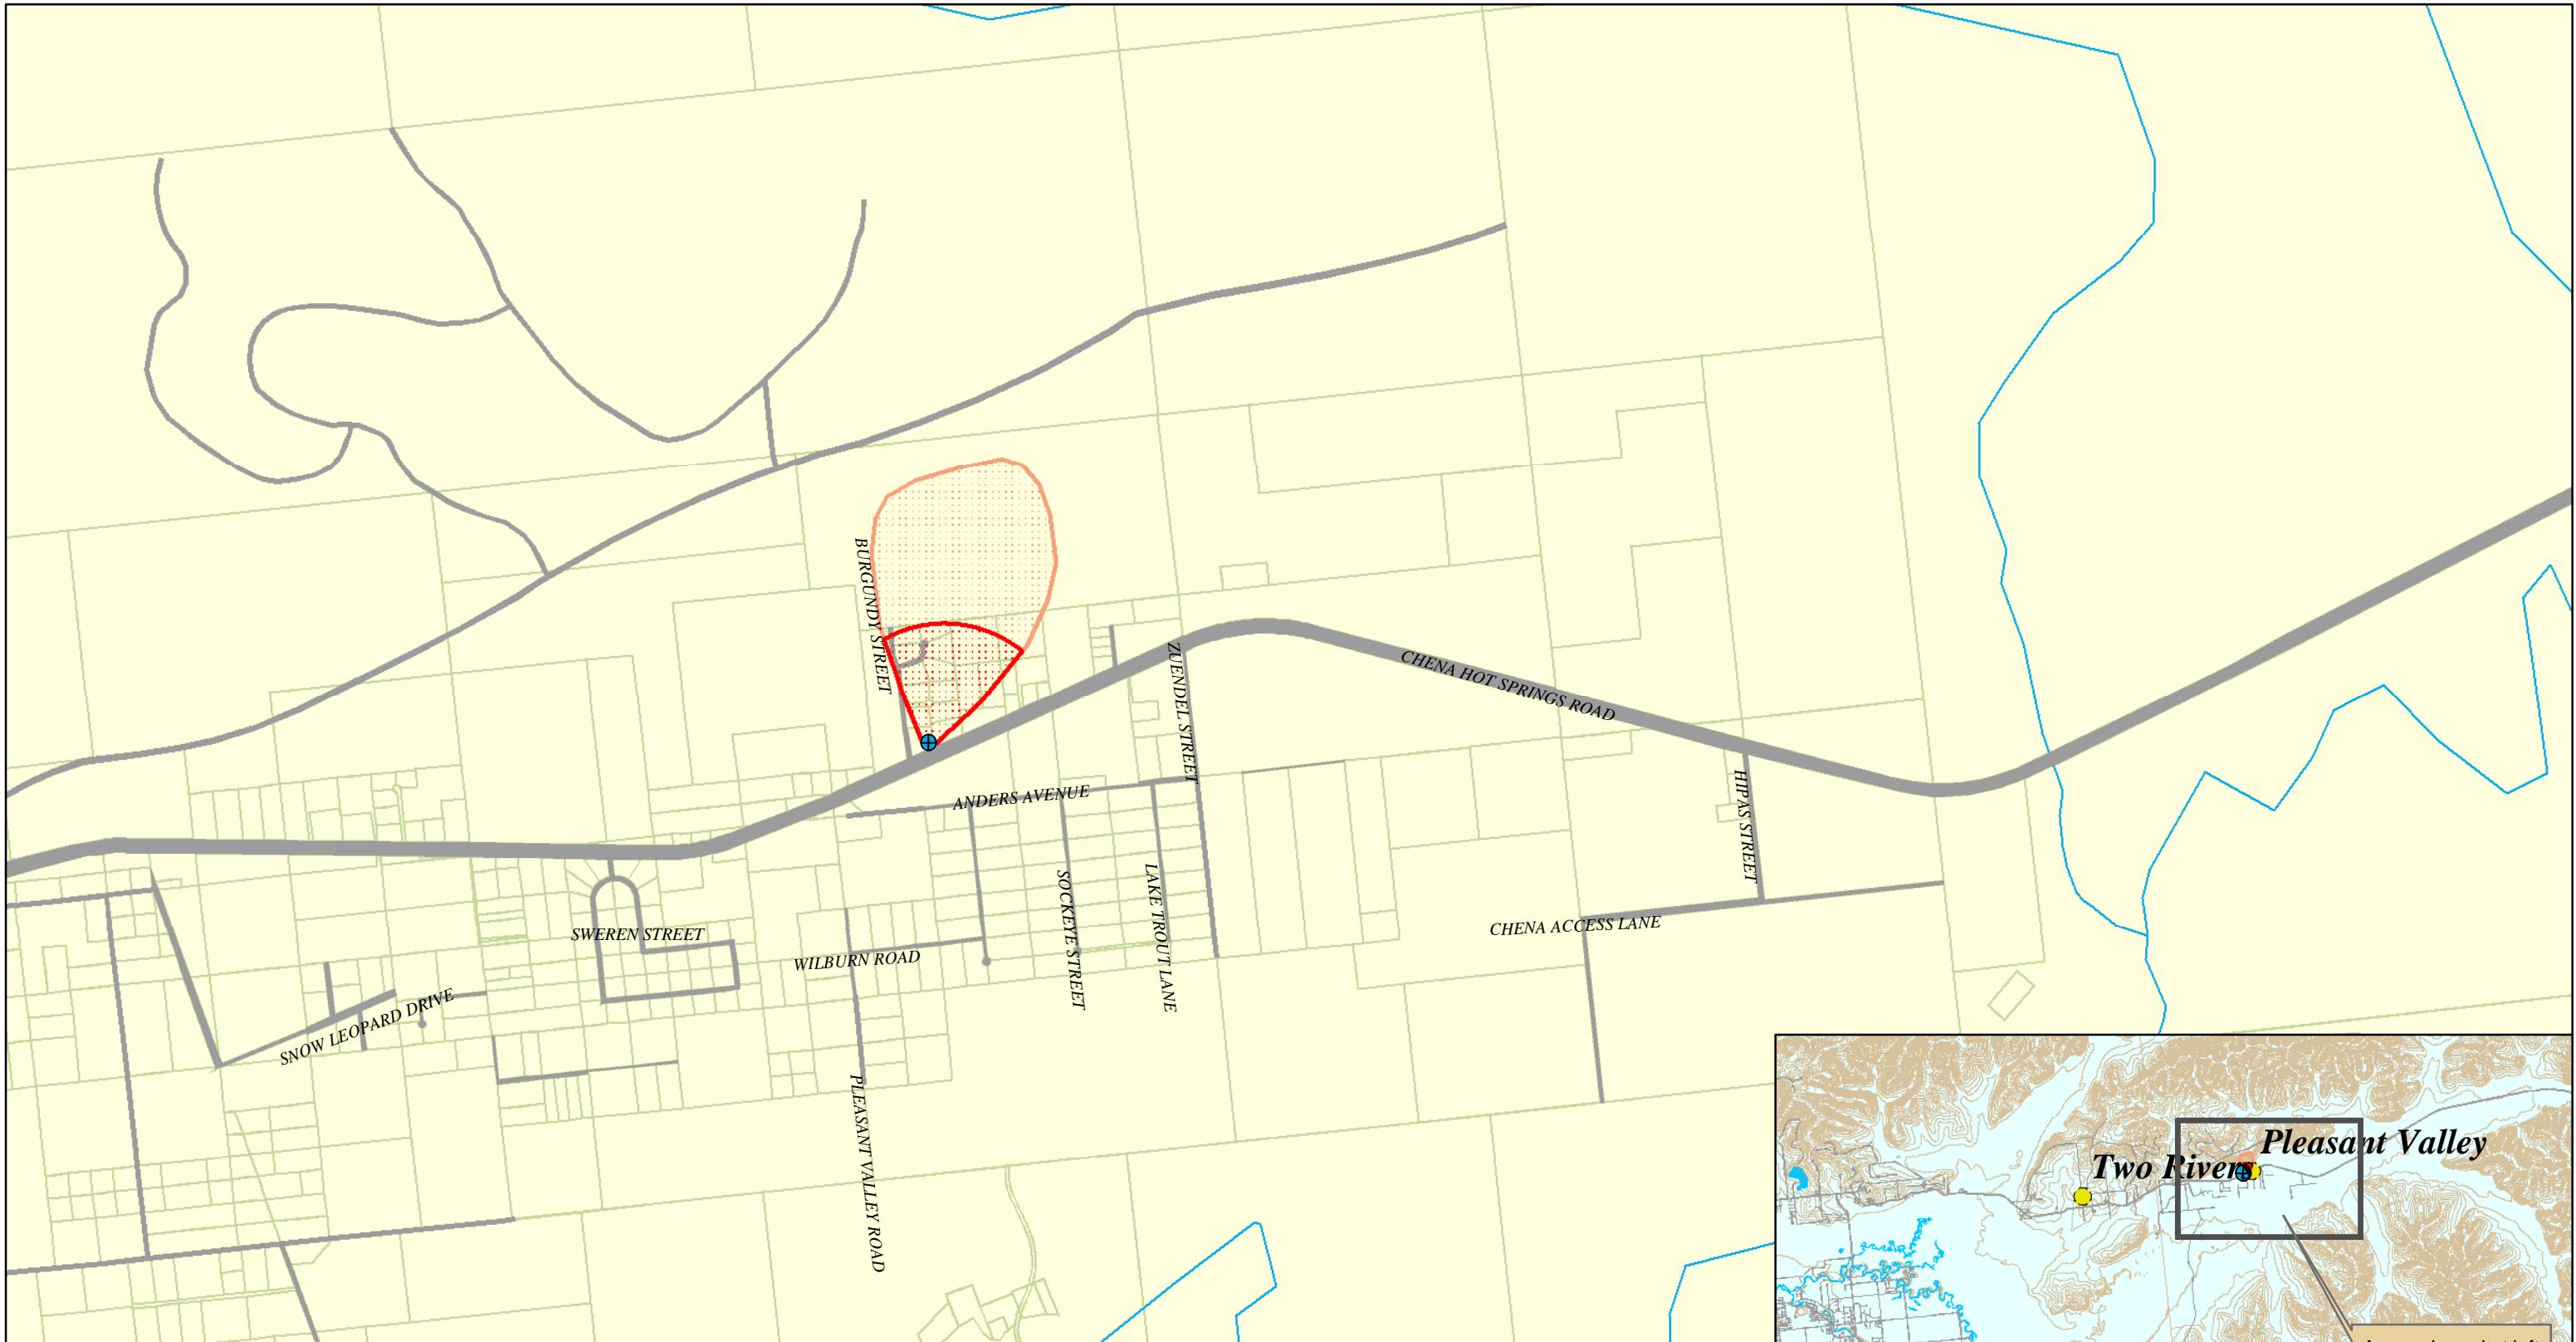 BURGUNDY STREET
ZUENDEL STREET
CHENA HOT SPRINGS ROAD
ANDERS AVENUE
HIPAS STREET
SOCKEYE STREET
LAKE TROUT LANE
SWEREN STREET
WILBURN ROAD
CHENA ACCESS LANE
SNOW LEOPARD DRIVE
PLEASANT VALLEY ROAD
Pleasant Valley
Two Rivers